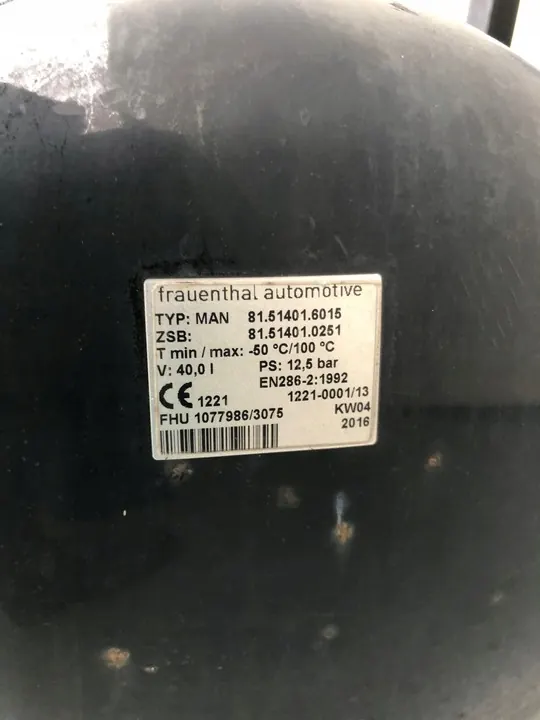 frauenthal automotive
TYP: MAN 81.51401.6015
ZSB: 81.51401.0251
T min / max: -50 °C/100 °C
V: 40,0 l PS: 12,5 bar
EN286-2:1992
CE 1221 1221-0001/13
FHU 1077986/3075 KW04
2016